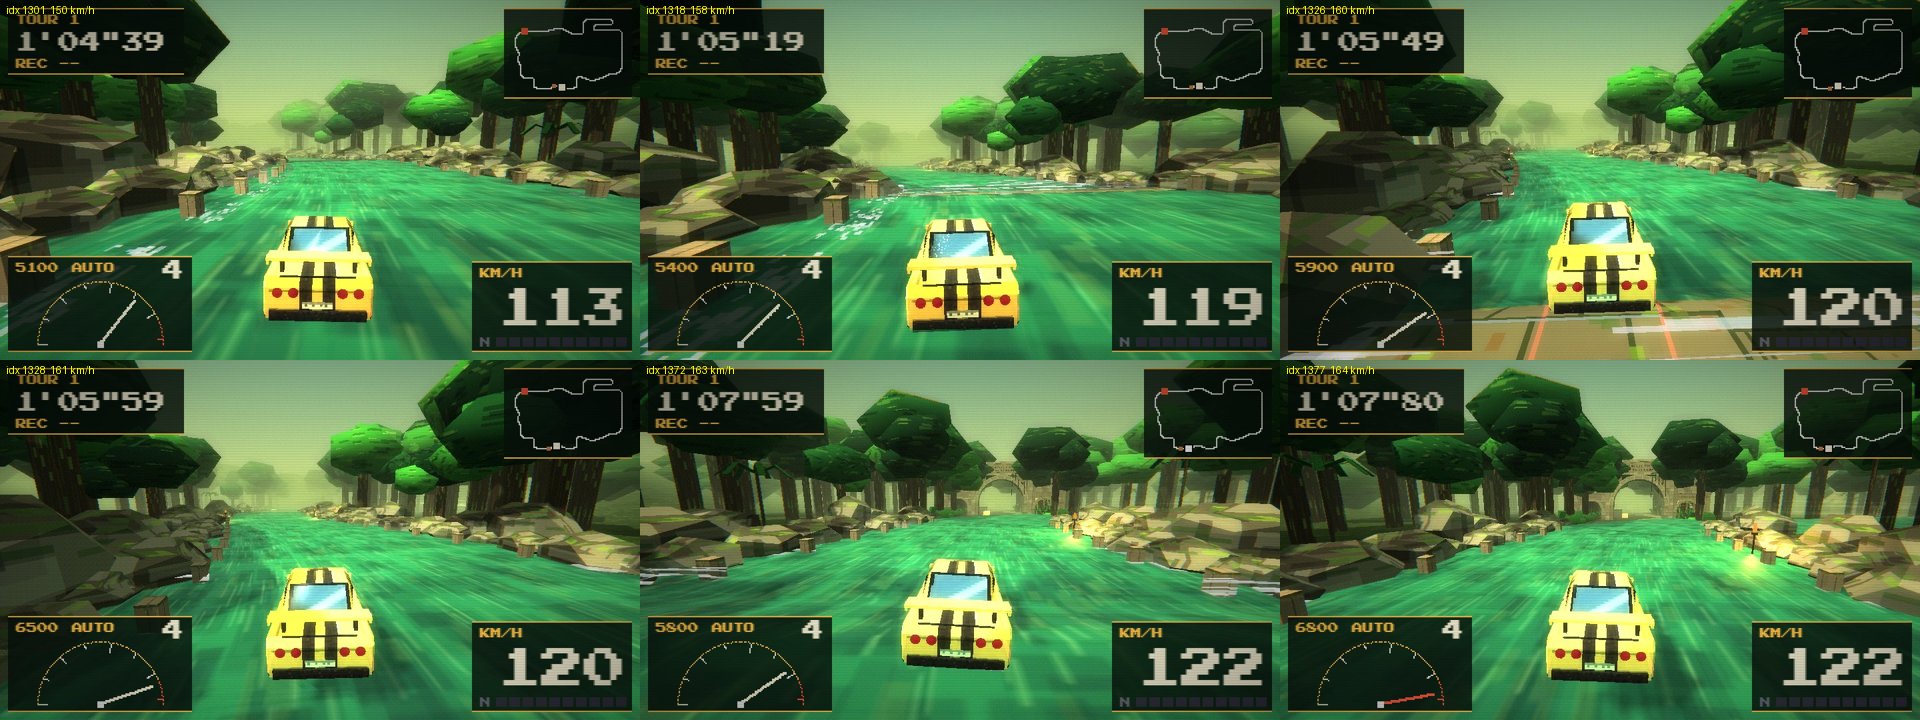 idx 1301 150 km/h
TOUR 1
1'04"39
REC --
5100 AUTO 4
KM/H
113
N
idx 1318 158 km/h
TOUR 1
1'05"19
REC --
5400 AUTO 4
KM/H
119
N
idx 1326 160 km/h
TOUR 1
1'05"49
REC --
5900 AUTO 4
KM/H
120
N
idx 1328 161 km/h
TOUR 1
1'05"59
REC --
6500 AUTO 4
KM/H
120
N
idx 1372 163 km/h
TOUR 1
1'07"59
REC --
5800 AUTO 4
KM/H
122
N
idx 1377 164 km/h
TOUR 1
1'07"80
REC --
6800 AUTO 4
KM/H
122
N